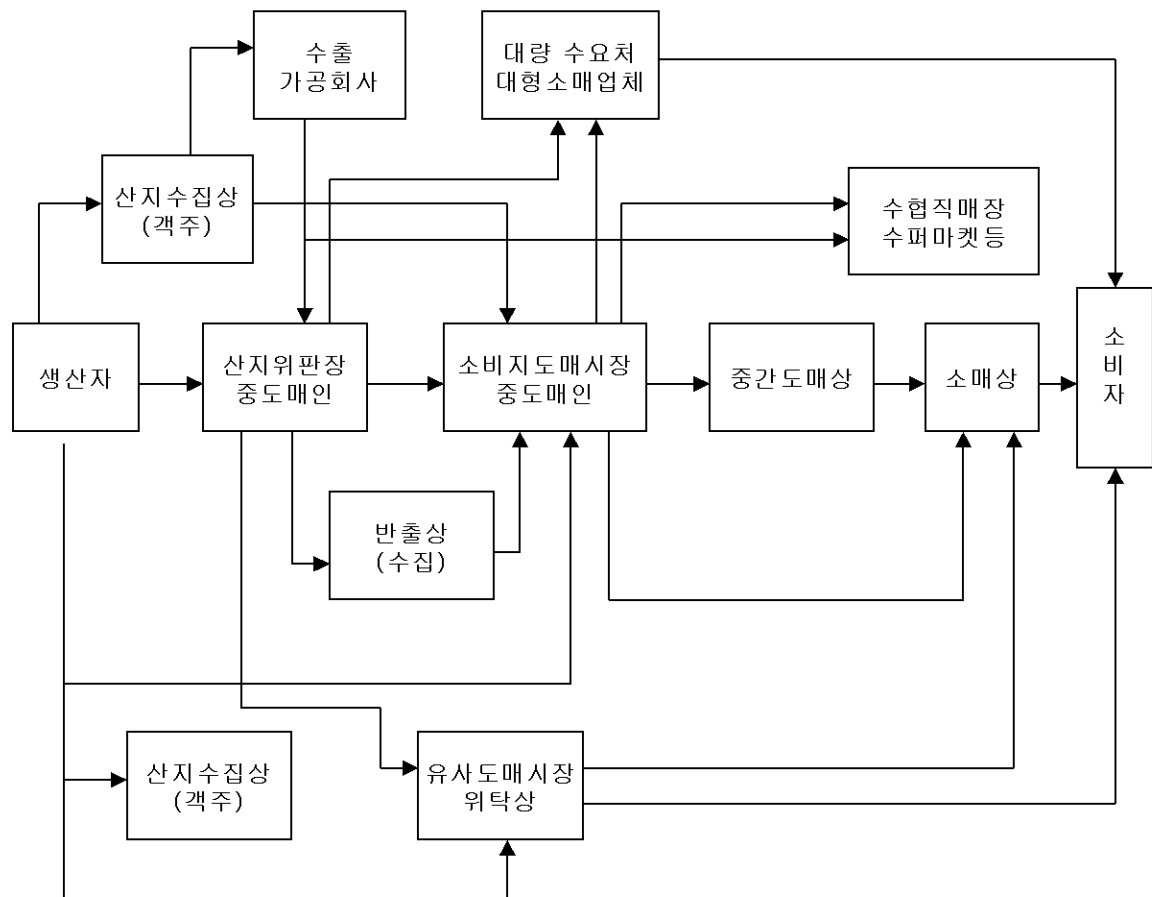 수출
가공회사
대량 수요처
대형소매업체
산지수집상
(객주)
수협직매장
수퍼마켓등
생산자
산지위판장
중도매인
소비지도매시장
중도매인
중간도매상
소매상
소
비
자
반출상
(수집)
산지수집상
(객주)
유사도매시장
위탁상